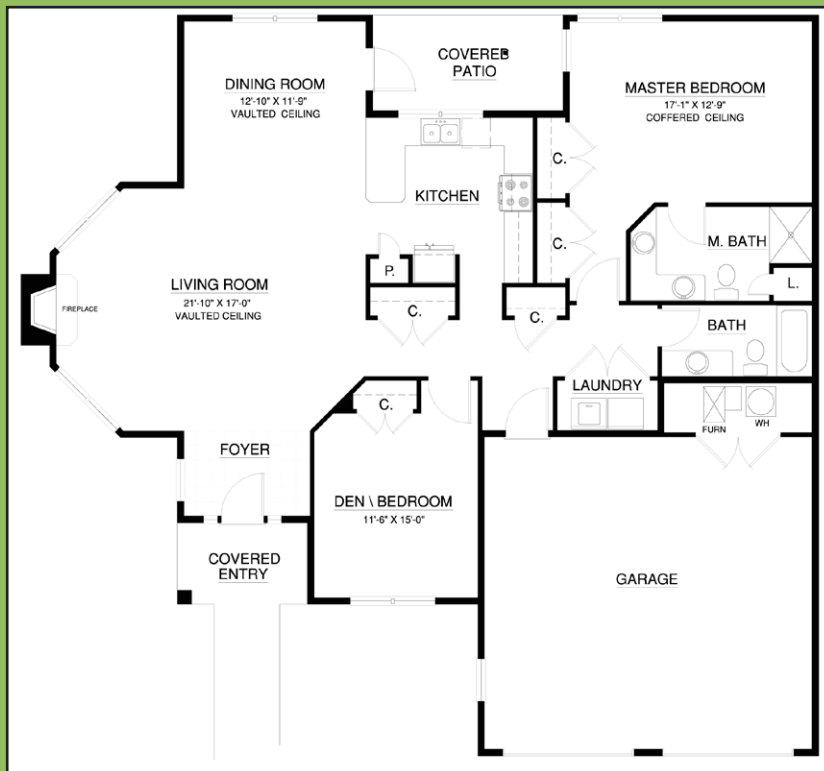 COVERED
PATIO
DINING ROOM
12'-10" X 11'-9"
VAULTED CEILING
MASTER BEDROOM
17'-1" X 12'-9"
COFFERED CEILING
C.
KITCHEN
C.
M. BATH
P.
L.
LIVING ROOM
21'-10" X 17'-0"
VAULTED CEILING
FIREPLACE
C.
C.
BATH
LAUNDRY
C.
FURN
WH
FOYER
DEN \ BEDROOM
11'-6" X 15'-0"
COVERED
ENTRY
GARAGE